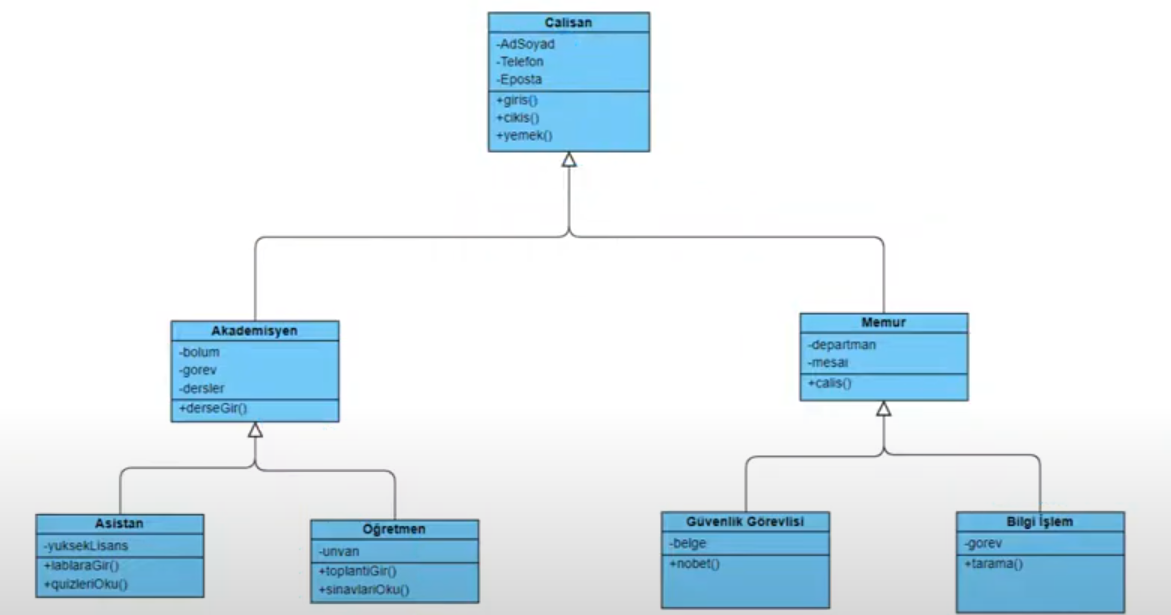 Calisan
-AdSoyad
-Telefon
-Eposta
+giris()
+cikis()
+yemek()
Akademisyen
-bolum
-gorev
-dersler
+derseGir()
Memur
-departman
-mesai
+calis()
Asistan
-yuksekLisans
+lablaraGir()
+quizleriOku()
Oğretmen
-unvan
+toplantiGir()
+sinavlariOku()
Güvenlik Görevlisi
-belge
+nobet()
Bilgi İşlem
-gorev
+tarama()